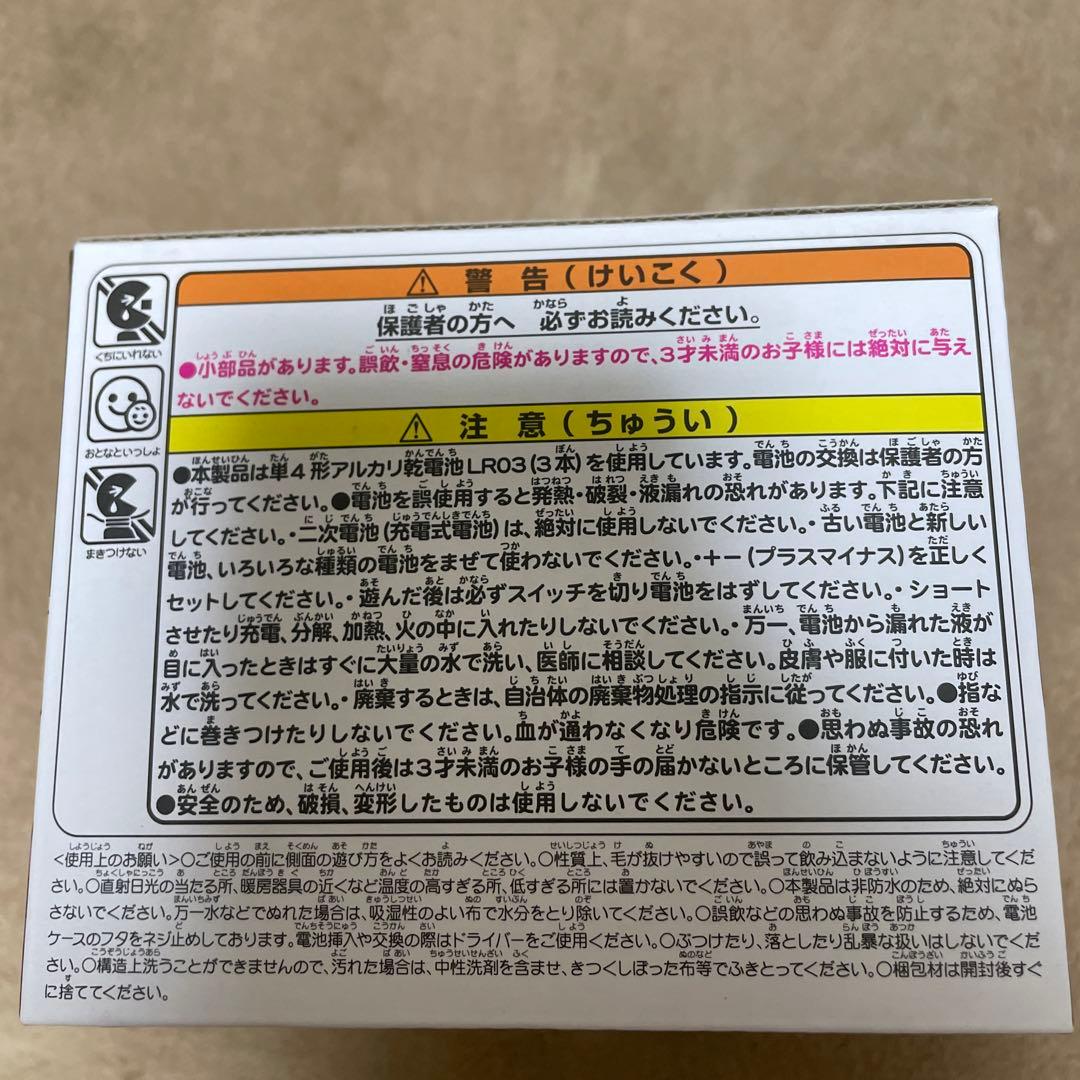 ⚠ 警告(けいこく)
保護者の方へ 必ずお読みください。
●小部品があります。誤飲・窒息の危険がありますので、3才未満のお子様には絶対に与え
ないでください。
くちにいれない
おとなといっしょ
まきつけない
⚠ 注意(ちゅうい)
●本製品は単4形アルカリ乾電池LR03(3本)を使用しています。電池の交換は保護者の方
が行ってください。●電池を誤使用すると発熱・破裂・液漏れの恐れがあります。下記に注意
してください。・二次電池(充電式電池)は、絶対に使用しないでください。・古い電池と新しい
電池、いろいろな種類の電池をまぜて使わないでください。・+-(プラスマイナス)を正しく
セットしてください。・遊んだ後は必ずスイッチを切り電池をはずしてください。・ショート
させたり充電、分解、加熱、火の中に入れたりしないでください。・万一、電池から漏れた液が
目に入ったときはすぐに大量の水で洗い、医師に相談してください。皮膚や服に付いた時は
水で洗ってください。・廃棄するときは、自治体の廃棄物処理の指示に従ってください。●指な
どに巻きつけたりしないでください。血が通わなくなり危険です。●思わぬ事故の恐れ
がありますので、ご使用後は3才未満のお子様の手の届かないところに保管してください。
●安全のため、破損、変形したものは使用しないでください。
<使用上のお願い>○ご使用の前に側面の遊び方をよくお読みください。○性質上、毛が抜けやすいので誤って飲み込まないように注意してくだ
さい。○直射日光の当たる所、暖房器具の近くなど温度の高すぎる所、低すぎる所には置かないでください。○本製品は非防水のため、絶対にぬら
さないでください。万一水などでぬれた場合は、吸湿性のよい布で水分をとり除いてください。○誤飲などの思わぬ事故を防止するため、電池
ケースのフタをネジ止めしております。電池挿入や交換の際はドライバーをご使用ください。○ぶつけたり、落としたり乱暴な扱いはしないでくだ
さい。○構造上洗うことができませんので、汚れた場合は、中性洗剤を含ませ、きつくしぼった布等でふきとってください。○梱包材は開封後すぐ
に捨ててください。